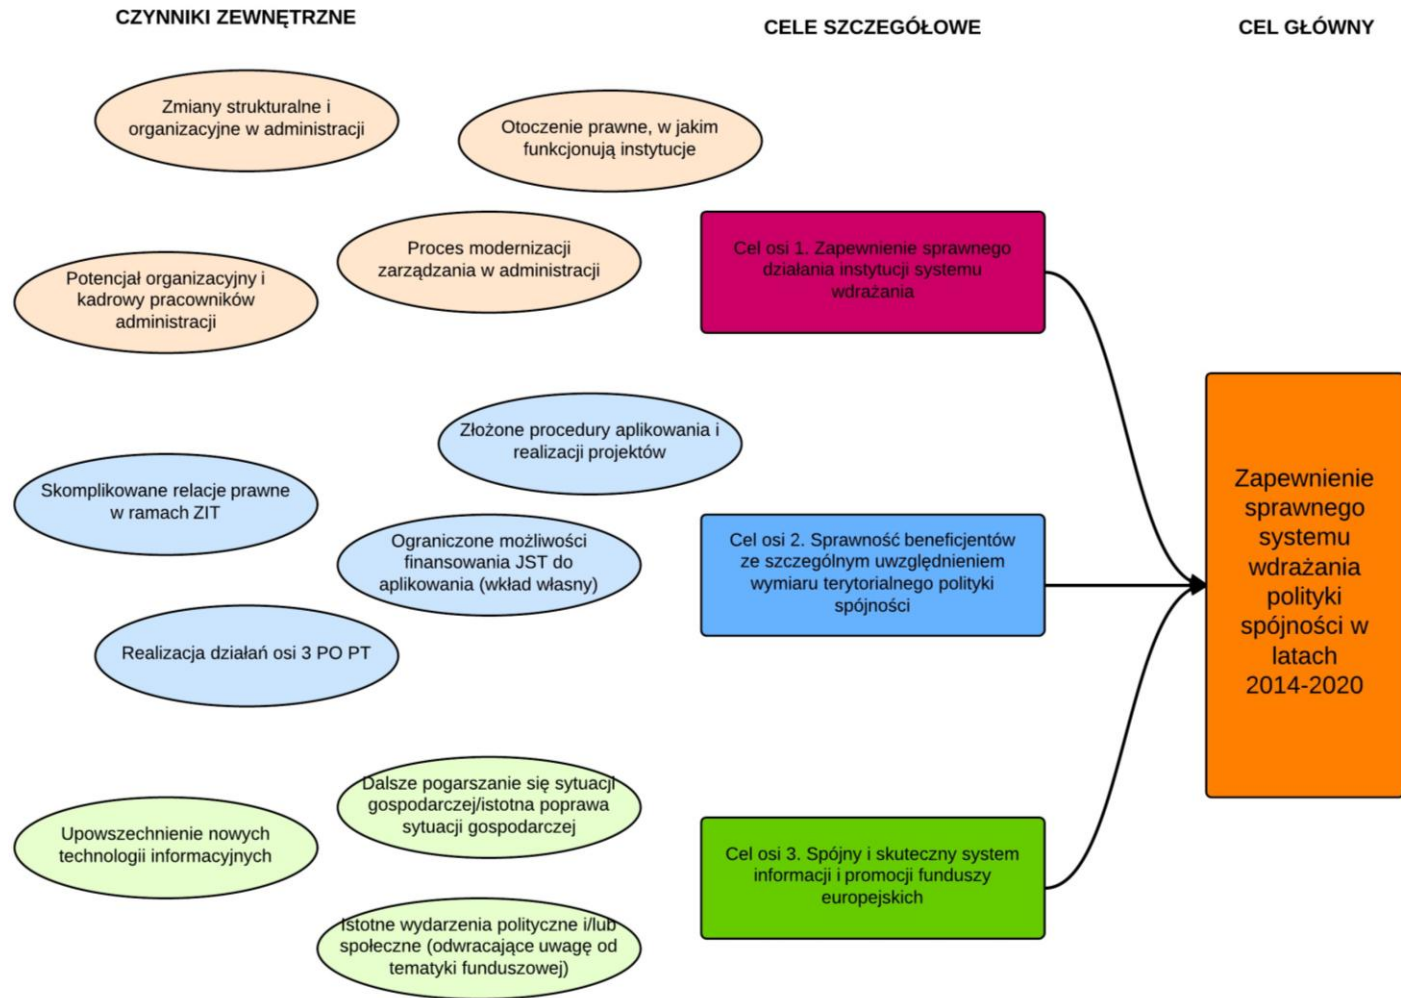 CZYNNIKI ZEWNĘTRZNE
CELE SZCZEGÓŁOWE
CEL GŁÓWNY
Zmiany strukturalne i
organizacyjne w administracji
Otoczenie prawne, w jakim
funkcjonują instytucje
Proces modernizacji
zarządzania w administracji
Potencjał organizacyjny i
kadrowy pracowników
administracji
Cel osi 1. Zapewnienie sprawnego
działania instytucji systemu
wdrażania
Złożone procedury aplikowania i
realizacji projektów
Skomplikowane relacje prawne
w ramach ZIT
Ograniczone możliwości
finansowania JST do
aplikowania (wkład własny)
Realizacja działań osi 3 PO PT
Cel osi 2. Sprawność beneficjentów
ze szczególnym uwzględnieniem
wymiaru terytorialnego polityki
spójności
Dalsze pogarszanie się sytuacji
gospodarczej/istotna poprawa
sytuacji gospodarczej
Upowszechnienie nowych
technologii informacyjnych
Istotne wydarzenia polityczne i/lub
społeczne (odwracające uwagę od
tematyki funduszowej)
Cel osi 3. Spójny i skuteczny system
informacji i promocji funduszy
europejskich
Zapewnienie
sprawnego
systemu
wdrażania
polityki
spójności w
latach
2014-2020